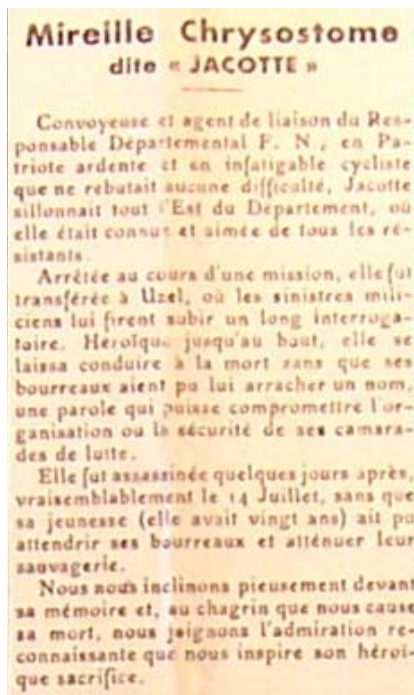 Mireille Chrysostome
dite « JACOTTE »
Convoyeuse et agent de liaison du Res-
ponsable Départemental F. N., en Pa-
triote ardente et en infatigable cycliste
que ne rebutait aucune difficulté, Jacotte
sillonnait tout l'Est du Département, où
elle était connue et aimée de tous les ré-
sistants.
Arrêtée au cours d'une mission, elle fut
transférée à Uzel, où les sinistres mili-
ciens lui firent subir un long interroga-
toire. Héroïque jusqu'au bout, elle se
laissa conduire à la mort sans que ses
bourreaux aient pu lui arracher un nom,
une parole qui puisse compromettre l'or-
ganisation ou la sécurité de ses camara-
des de lutte.
Elle fut assassinée quelques jours après,
vraisemblablement le 14 Juillet, sans que
sa jeunesse (elle avait vingt ans) ait pu
attendrir ses bourreaux et atténuer leur
sauvagerie.
Nous nous inclinons pieusement devant
sa mémoire et, au chagrin que nous cause
sa mort, nous joignons l'admiration re-
connaissante que nous inspire son héroï-
que sacrifice.